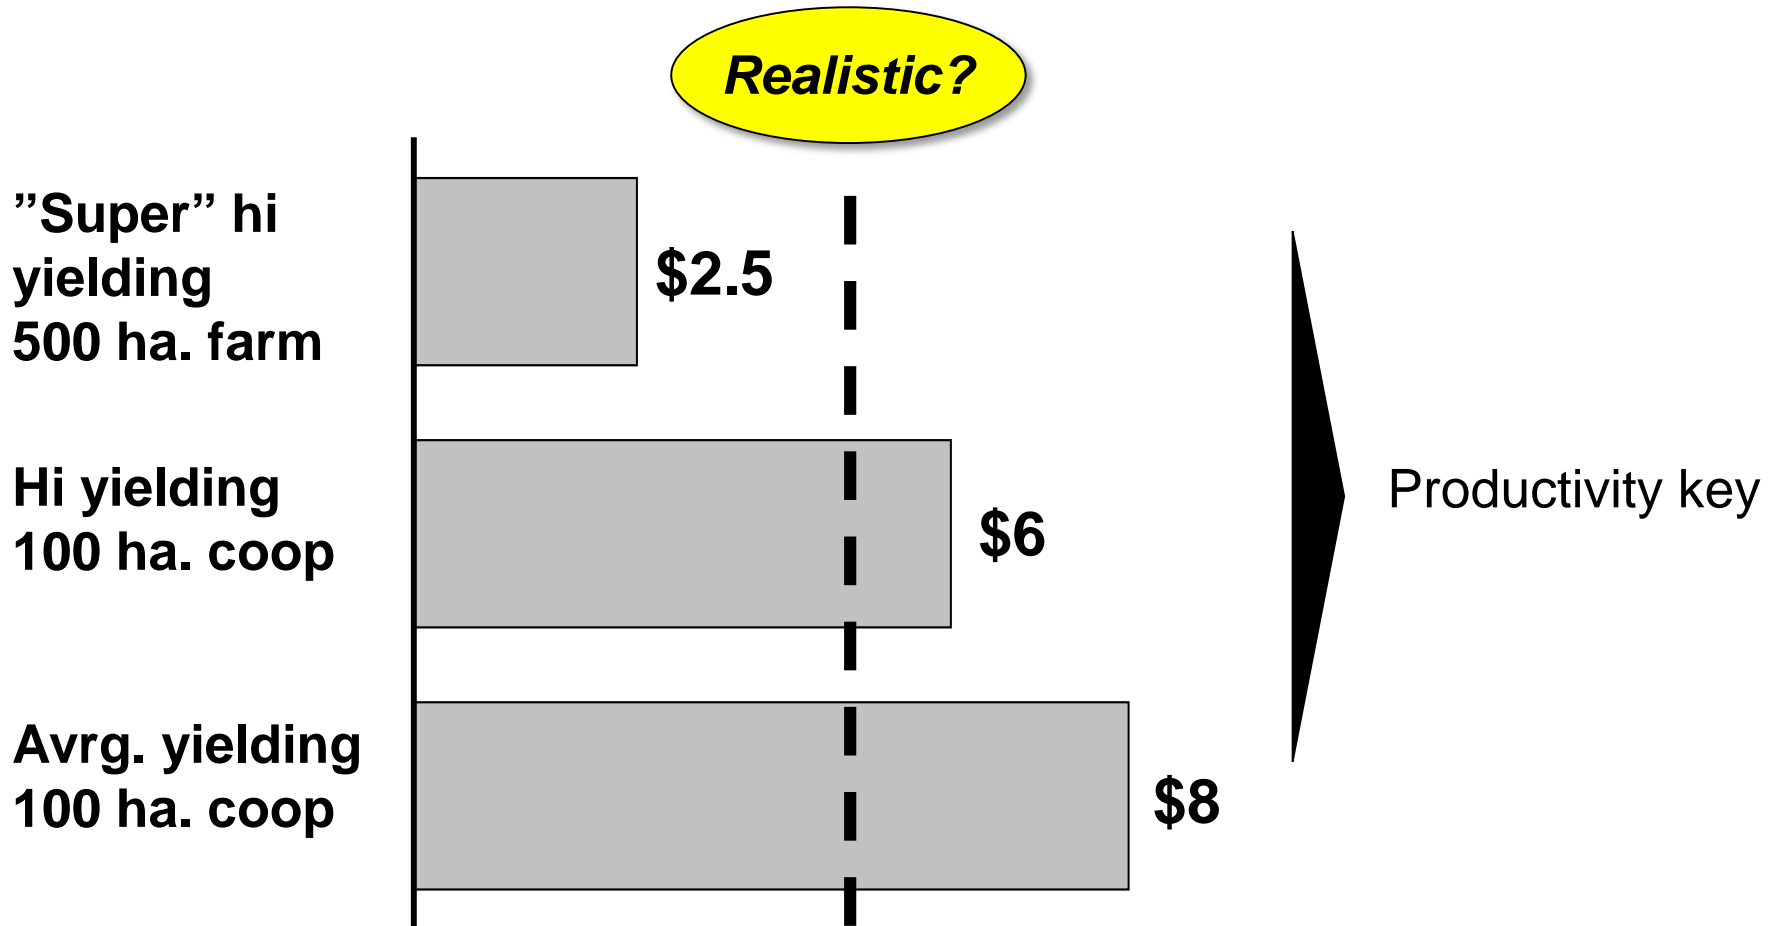 Realistic?
”Super” hi
yielding
500 ha. farm
$2.5
Hi yielding
100 ha. coop
$6
Productivity key
Avrg. yielding
100 ha. coop
$8